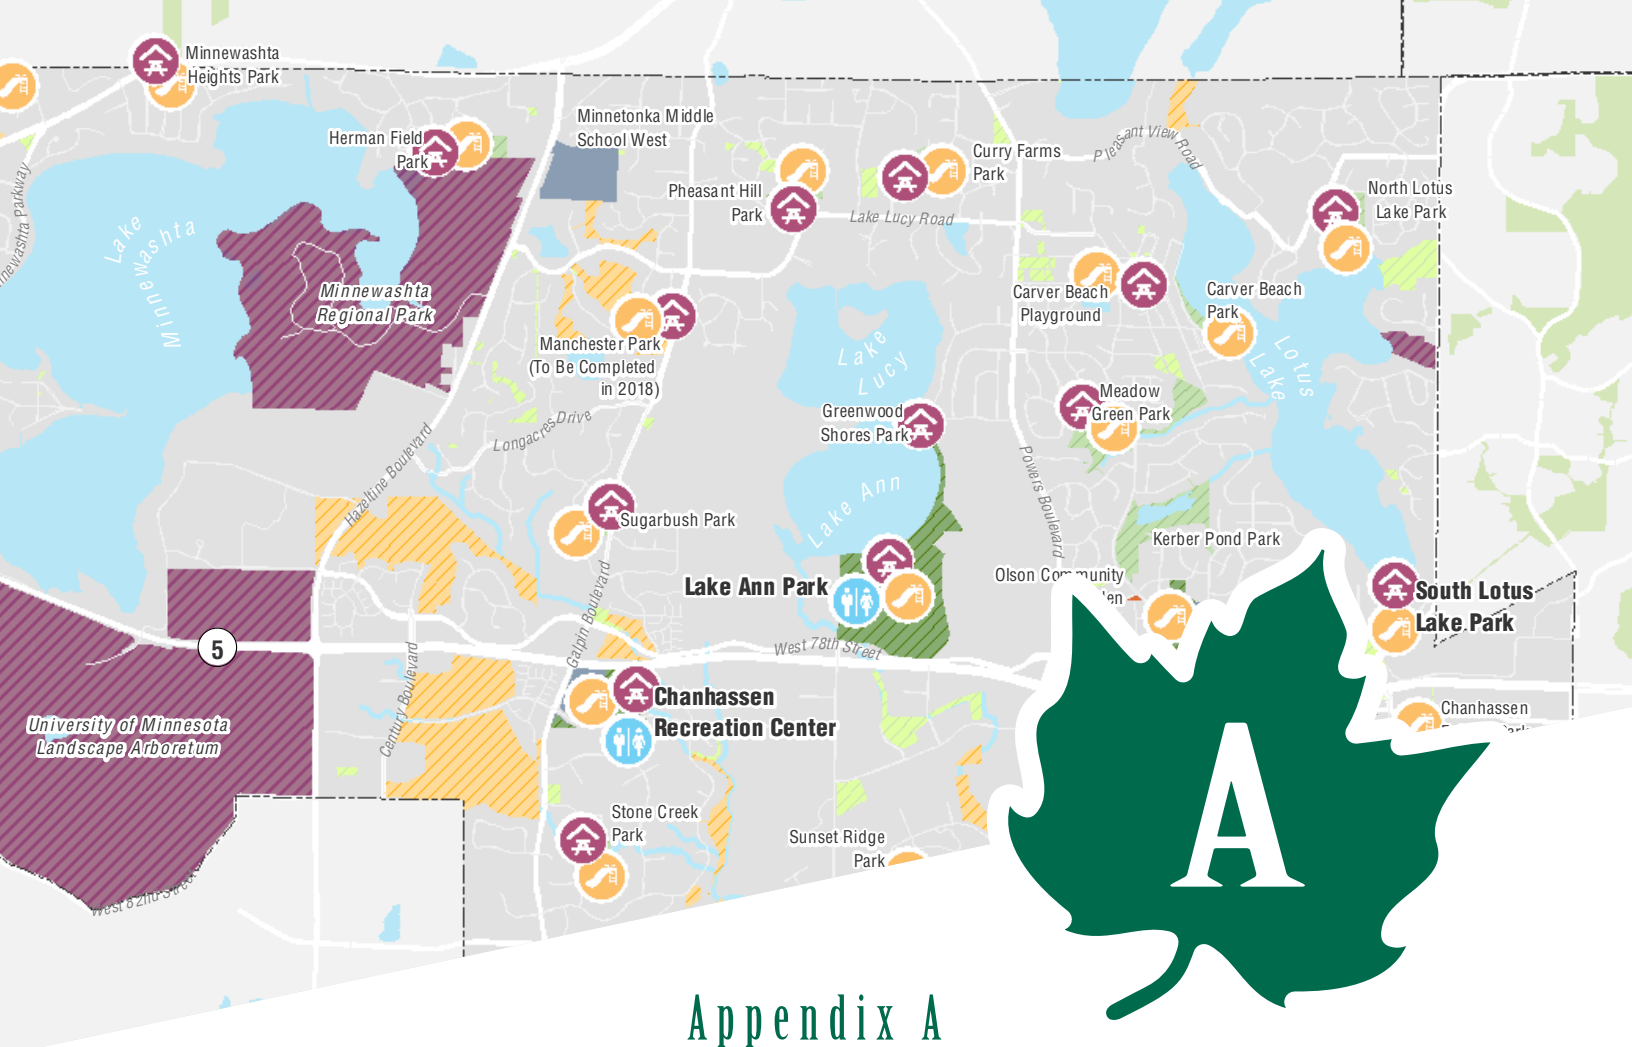 Minnewashta
Heights Park
Herman Field
Park
Minnetonka Middle
School West
Pheasant Hill
Park
Curry Farms
Park
Pleasant View Road
North Lotus
Lake Park
Lake Lucy Road
Lake
Minnewashta
Minnewashta
Regional Park
Manchester Park
(To Be Completed
in 2018)
Carver Beach
Playground
Carver Beach
Park
Lake
Lucy
Lotus
Lake
Meadow
Green Park
Greenwood
Shores Park
Longacres Drive
Hazeltine Boulevard
Powers Boulevard
Lake Ann
Sugarbush Park
Kerber Pond Park
Olson Community
Lake Ann Park
South Lotus
Lake Park
5
Galpin Boulevard
West 78th Street
Century Boulevard
University of Minnesota
Landscape Arboretum
Chanhassen
Recreation Center
Chanhassen
Stone Creek
Park
Sunset Ridge
Park
West 82nd Street
A
Appendix A